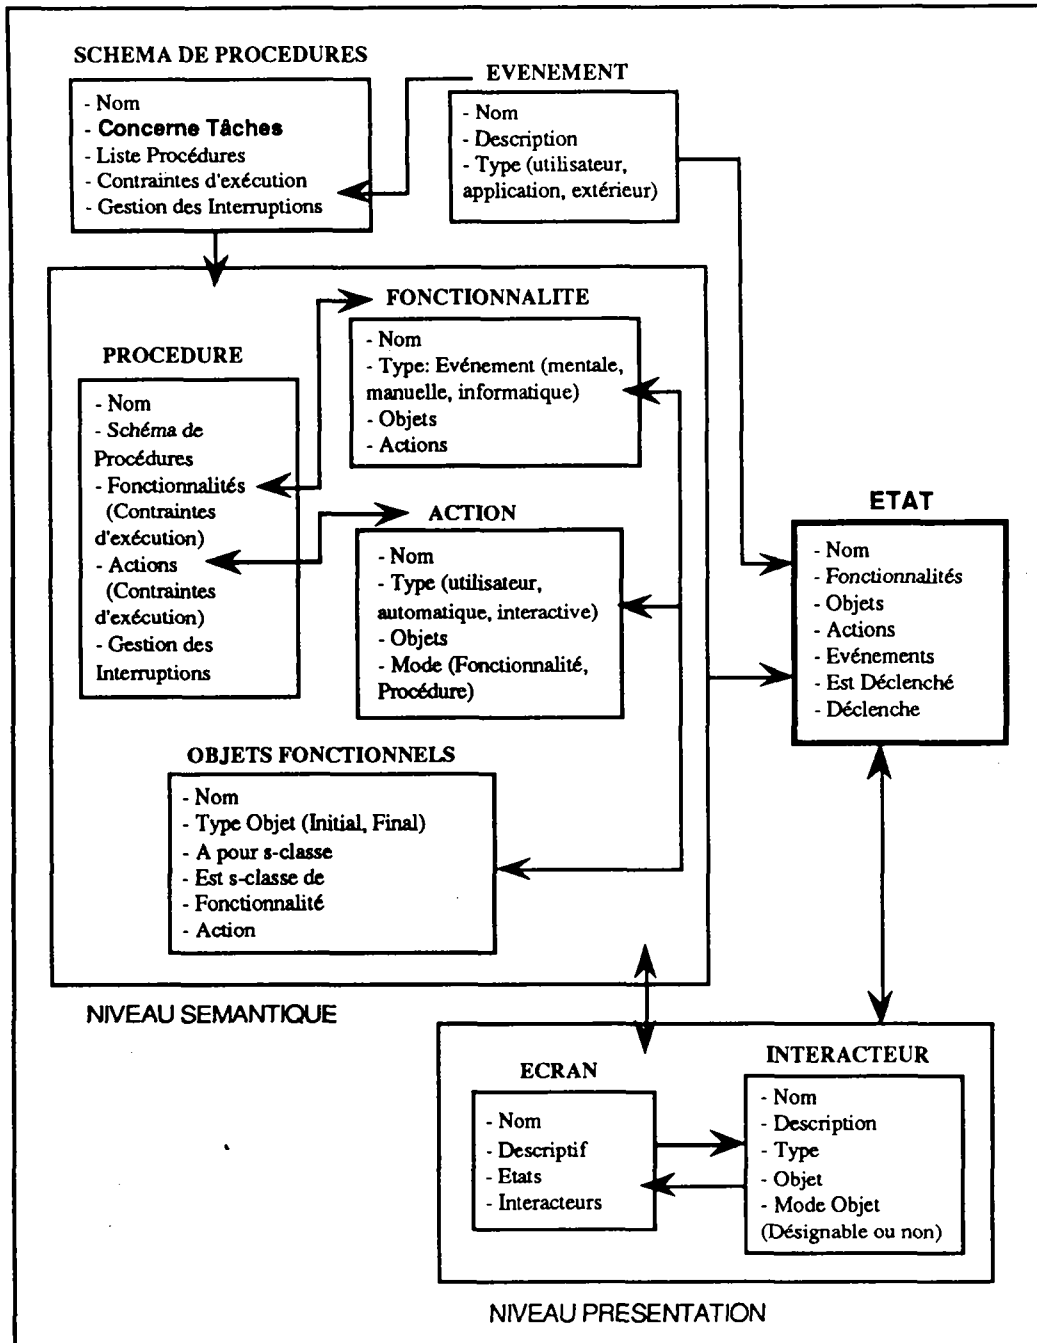 SCHEMA DE PROCEDURES
- Nom
- Concerne Tâches
- Liste Procédures
- Contraintes d'exécution
- Gestion des Interruptions
EVENEMENT
- Nom
- Description
- Type (utilisateur,
application, extérieur)
FONCTIONNALITE
- Nom
- Type: Evénement (mentale,
manuelle, informatique)
- Objets
- Actions
PROCEDURE
- Nom
- Schéma de
Procédures
- Fonctionnalités
(Contraintes
d'exécution)
- Actions
(Contraintes
d'exécution)
- Gestion des
Interruptions
ACTION
- Nom
- Type (utilisateur,
automatique, interactive)
- Objets
- Mode (Fonctionnalité,
Procédure)
ETAT
- Nom
- Fonctionnalités
- Objets
- Actions
- Evénements
- Est Déclenché
- Déclenche
OBJETS FONCTIONNELS
- Nom
- Type Objet (Initial, Final)
- A pour s-classe
- Est s-classe de
- Fonctionnalité
- Action
NIVEAU SEMANTIQUE
ECRAN
- Nom
- Descriptif
- Etats
- Interacteurs
INTERACTEUR
- Nom
- Description
- Type
- Objet
- Mode Objet
(Désignable ou non)
NIVEAU PRESENTATION